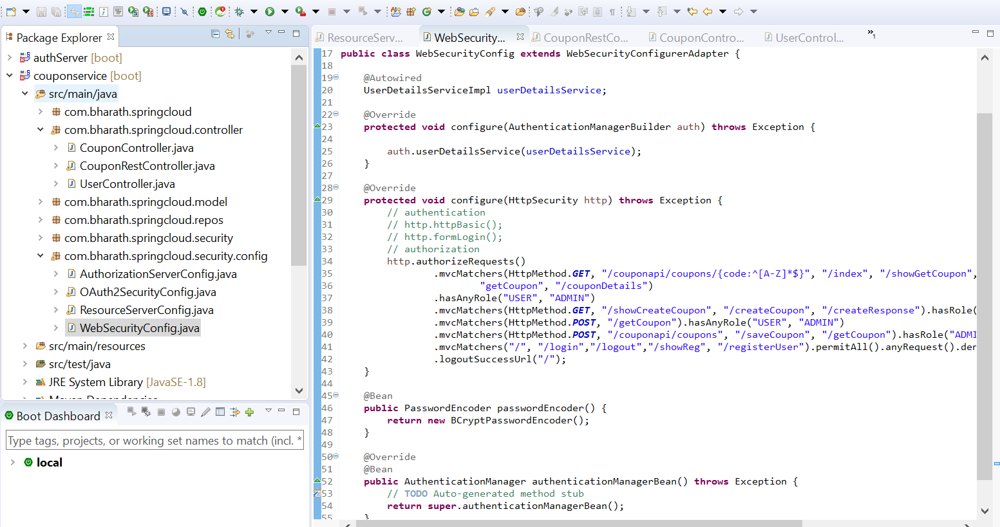 Package Explorer
authServer [boot]
couponservice [boot]
src/main/java
com.bharath.springcloud
com.bharath.springcloud.controller
CouponController.java
CouponRestController.java
UserController.java
com.bharath.springcloud.model
com.bharath.springcloud.repos
com.bharath.springcloud.security
com.bharath.springcloud.security.config
AuthorizationServerConfig.java
OAuth2SecurityConfig.java
ResourceServerConfig.java
WebSecurityConfig.java
src/main/resources
src/test/java
JRE System Library [JavaSE-1.8]
Boot Dashboard
Type tags, projects, or working set names to match (incl. *
local
ResourceServ... WebSecurity... CouponRestCo... CouponContro... UserControl... »1
17 public class WebSecurityConfig extends WebSecurityConfigurerAdapter {
18
19 @Autowired
20 UserDetailsServiceImpl userDetailsService;
21
22 @Override
23 protected void configure(AuthenticationManagerBuilder auth) throws Exception {
24
25 auth.userDetailsService(userDetailsService);
26 }
27
28 @Override
29 protected void configure(HttpSecurity http) throws Exception {
30 // authentication
31 // http.httpBasic();
32 // http.formLogin();
33 // authorization
34 http.authorizeRequests()
35 .mvcMatchers(HttpMethod.GET, "/couponapi/coupons/{code:^[A-Z]*$}", "/index", "/showGetCoupon",
36 "getCoupon", "/couponDetails")
37 .hasAnyRole("USER", "ADMIN")
38 .mvcMatchers(HttpMethod.GET, "/showCreateCoupon", "/createCoupon", "/createResponse").hasRole(
39 .mvcMatchers(HttpMethod.POST, "/getCoupon").hasAnyRole("USER", "ADMIN")
40 .mvcMatchers(HttpMethod.POST, "/couponapi/coupons", "/saveCoupon", "/getCoupon").hasRole("ADMI
41 .mvcMatchers("/", "/login","/logout","/showReg", "/registerUser").permitAll().anyRequest().der
42 .logoutSuccessUrl("/");
43 }
44
45 @Bean
46 public PasswordEncoder passwordEncoder() {
47 return new BCryptPasswordEncoder();
48 }
49
50 @Override
51 @Bean
52 public AuthenticationManager authenticationManagerBean() throws Exception {
53 // TODO Auto-generated method stub
54 return super.authenticationManagerBean();
55 }